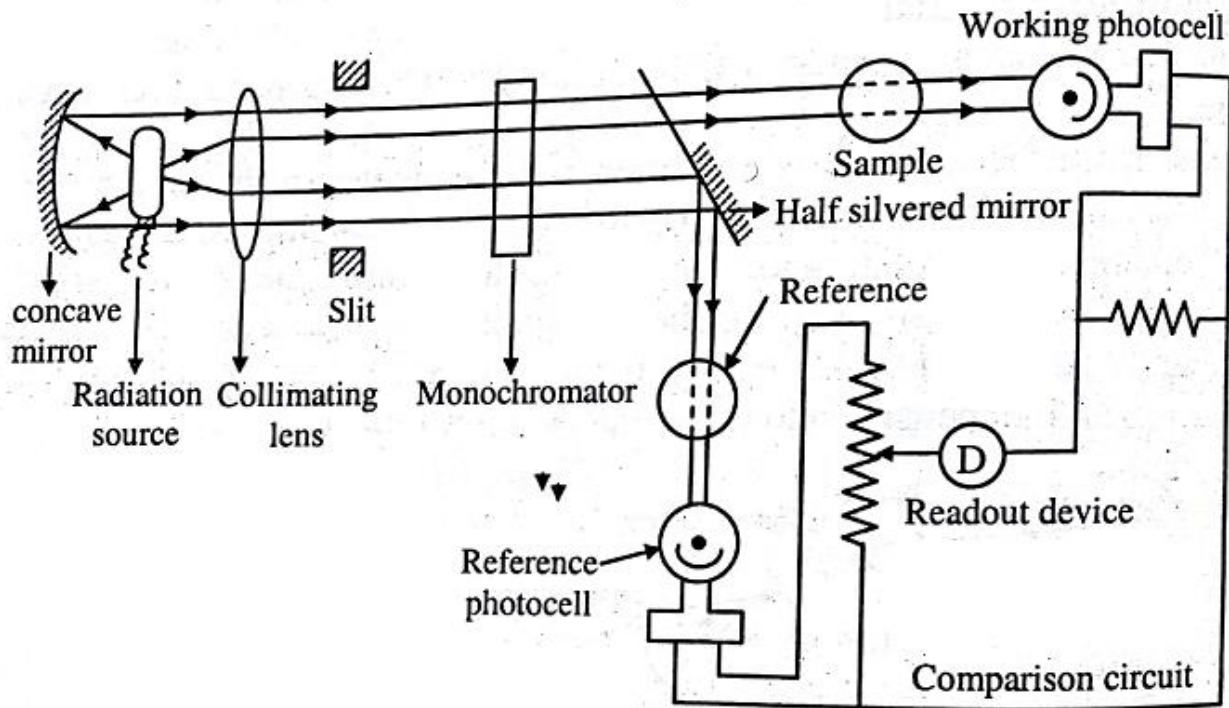 Working photocell
Sample
Half silvered mirror
concave
mirror
Slit
Reference
Radiation
source
Collimating
lens
Monochromator
D
Readout device
Reference
photocell
Comparison circuit